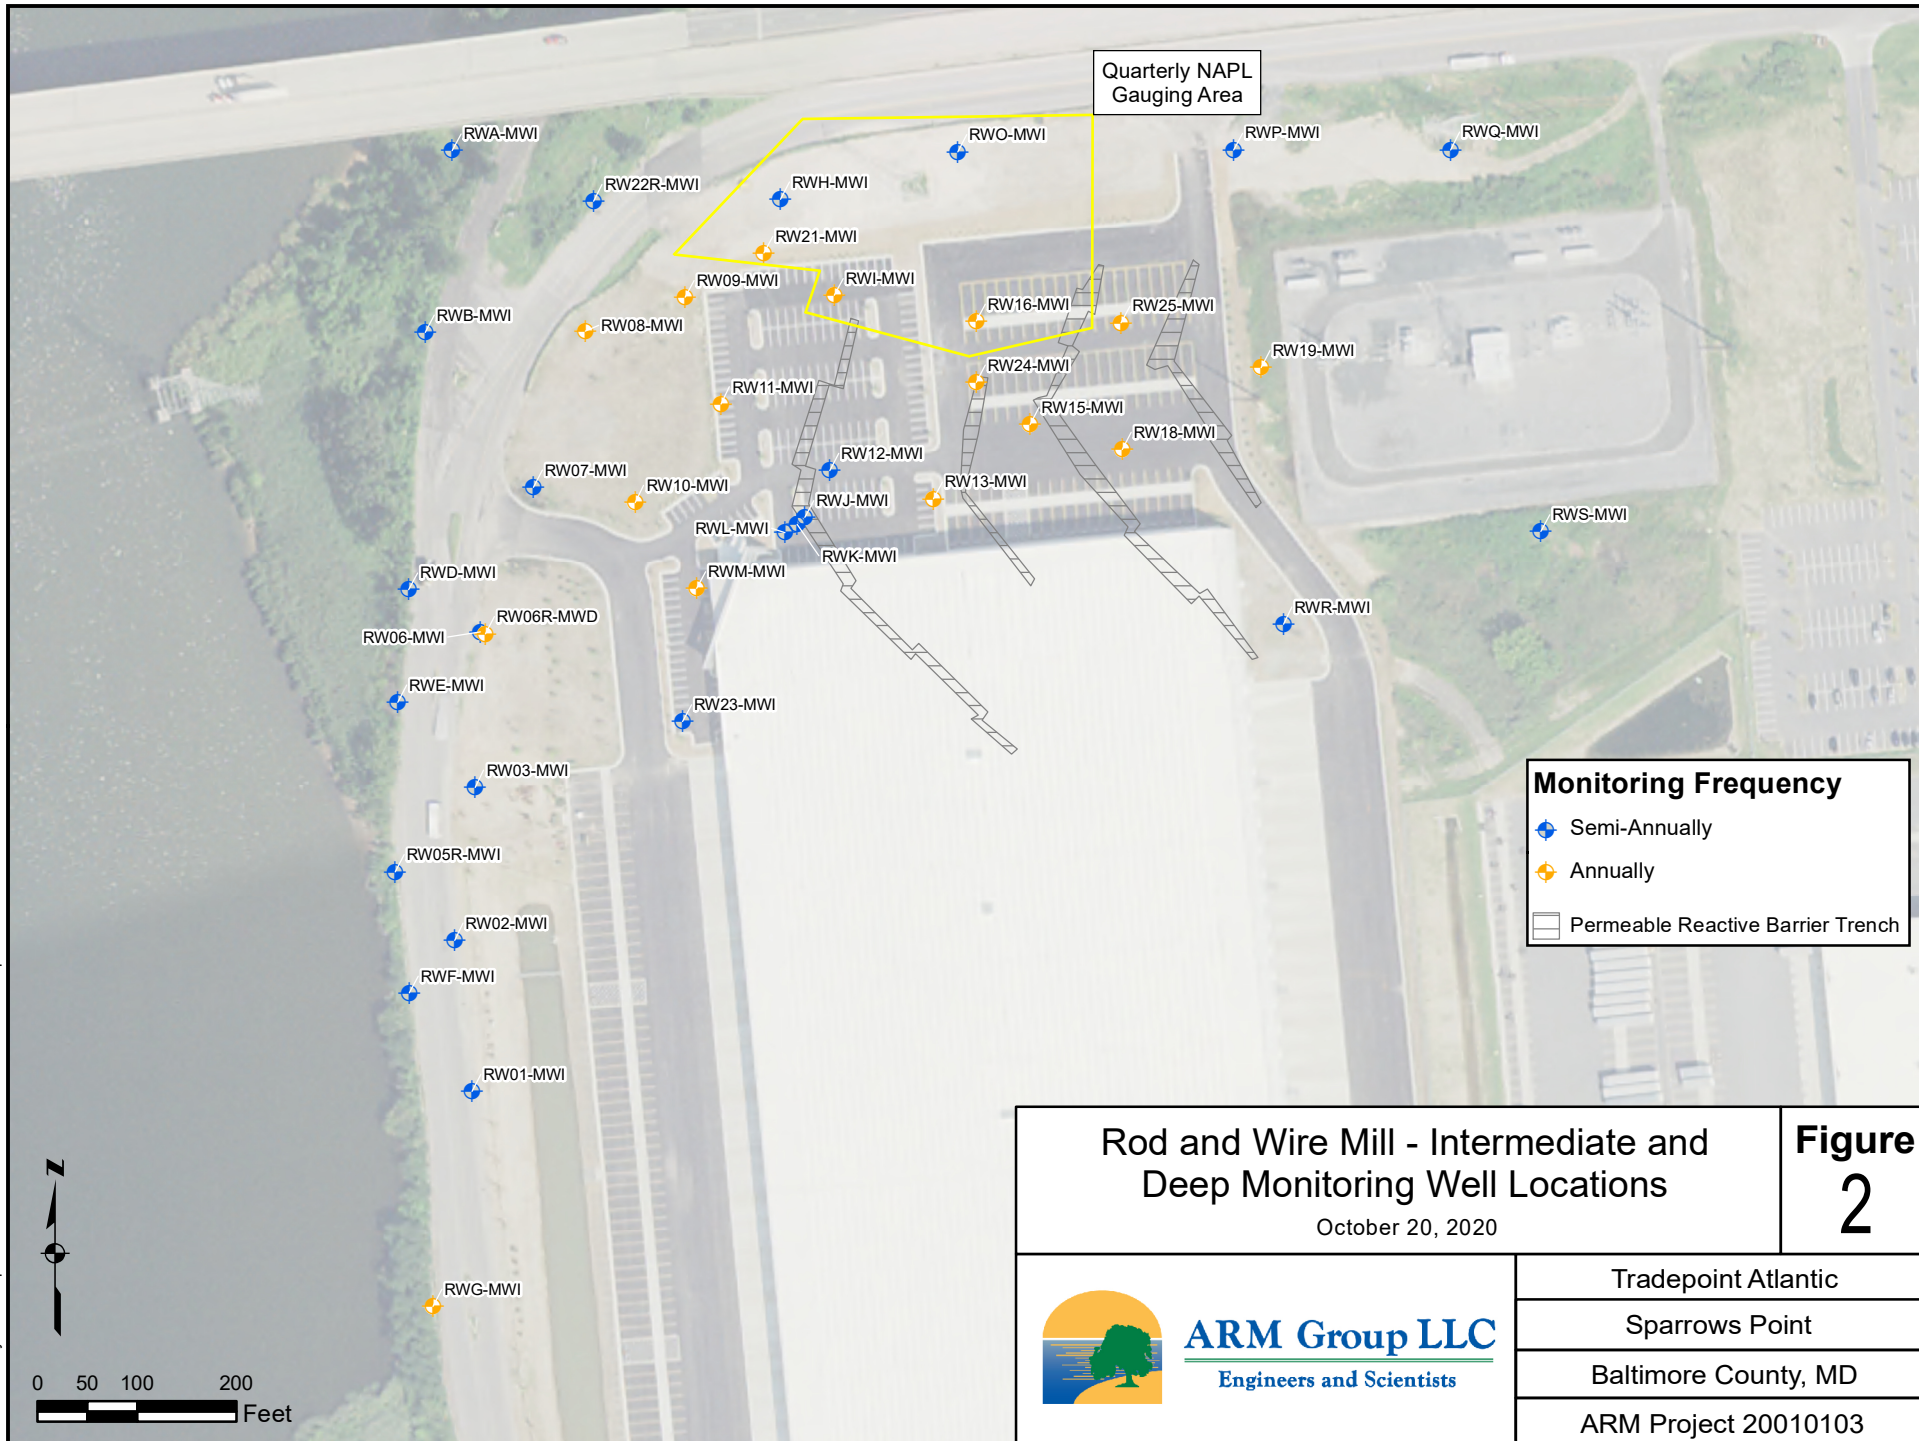 Quarterly NAPL
Gauging Area
RWA-MWI
RWO-MWI
RWP-MWI
RWQ-MWI
RW22R-MWI
RWH-MWI
RW21-MWI
RW09-MWI
RWI-MWI
RW16-MWI
RW25-MWI
RWB-MWI
RW08-MWI
RW19-MWI
RW24-MWI
RW11-MWI
RW15-MWI
RW18-MWI
RW12-MWI
RW07-MWI
RW10-MWI
RW13-MWI
RWJ-MWI
RWL-MWI
RWK-MWI
RWS-MWI
RWD-MWI
RWM-MWI
RW06R-MWD
RW06-MWI
RWR-MWI
RWE-MWI
RW23-MWI
RW03-MWI
Monitoring Frequency
Semi-Annually
Annually
Permeable Reactive Barrier Trench
RW05R-MWI
RW02-MWI
RWF-MWI
RW01-MWI
RWG-MWI
N
0 50 100 200
Feet
Rod and Wire Mill - Intermediate and
Deep Monitoring Well Locations
October 20, 2020
Figure
2
ARM Group LLC
Engineers and Scientists
Tradepoint Atlantic
Sparrows Point
Baltimore County, MD
ARM Project 20010103